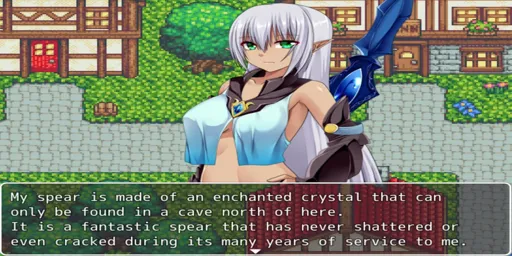 INN
My spear is made of an enchanted crystal that can
only be found in a cave north of here.
It is a fantastic spear that has never shattered or
even cracked during its many years of service to me.